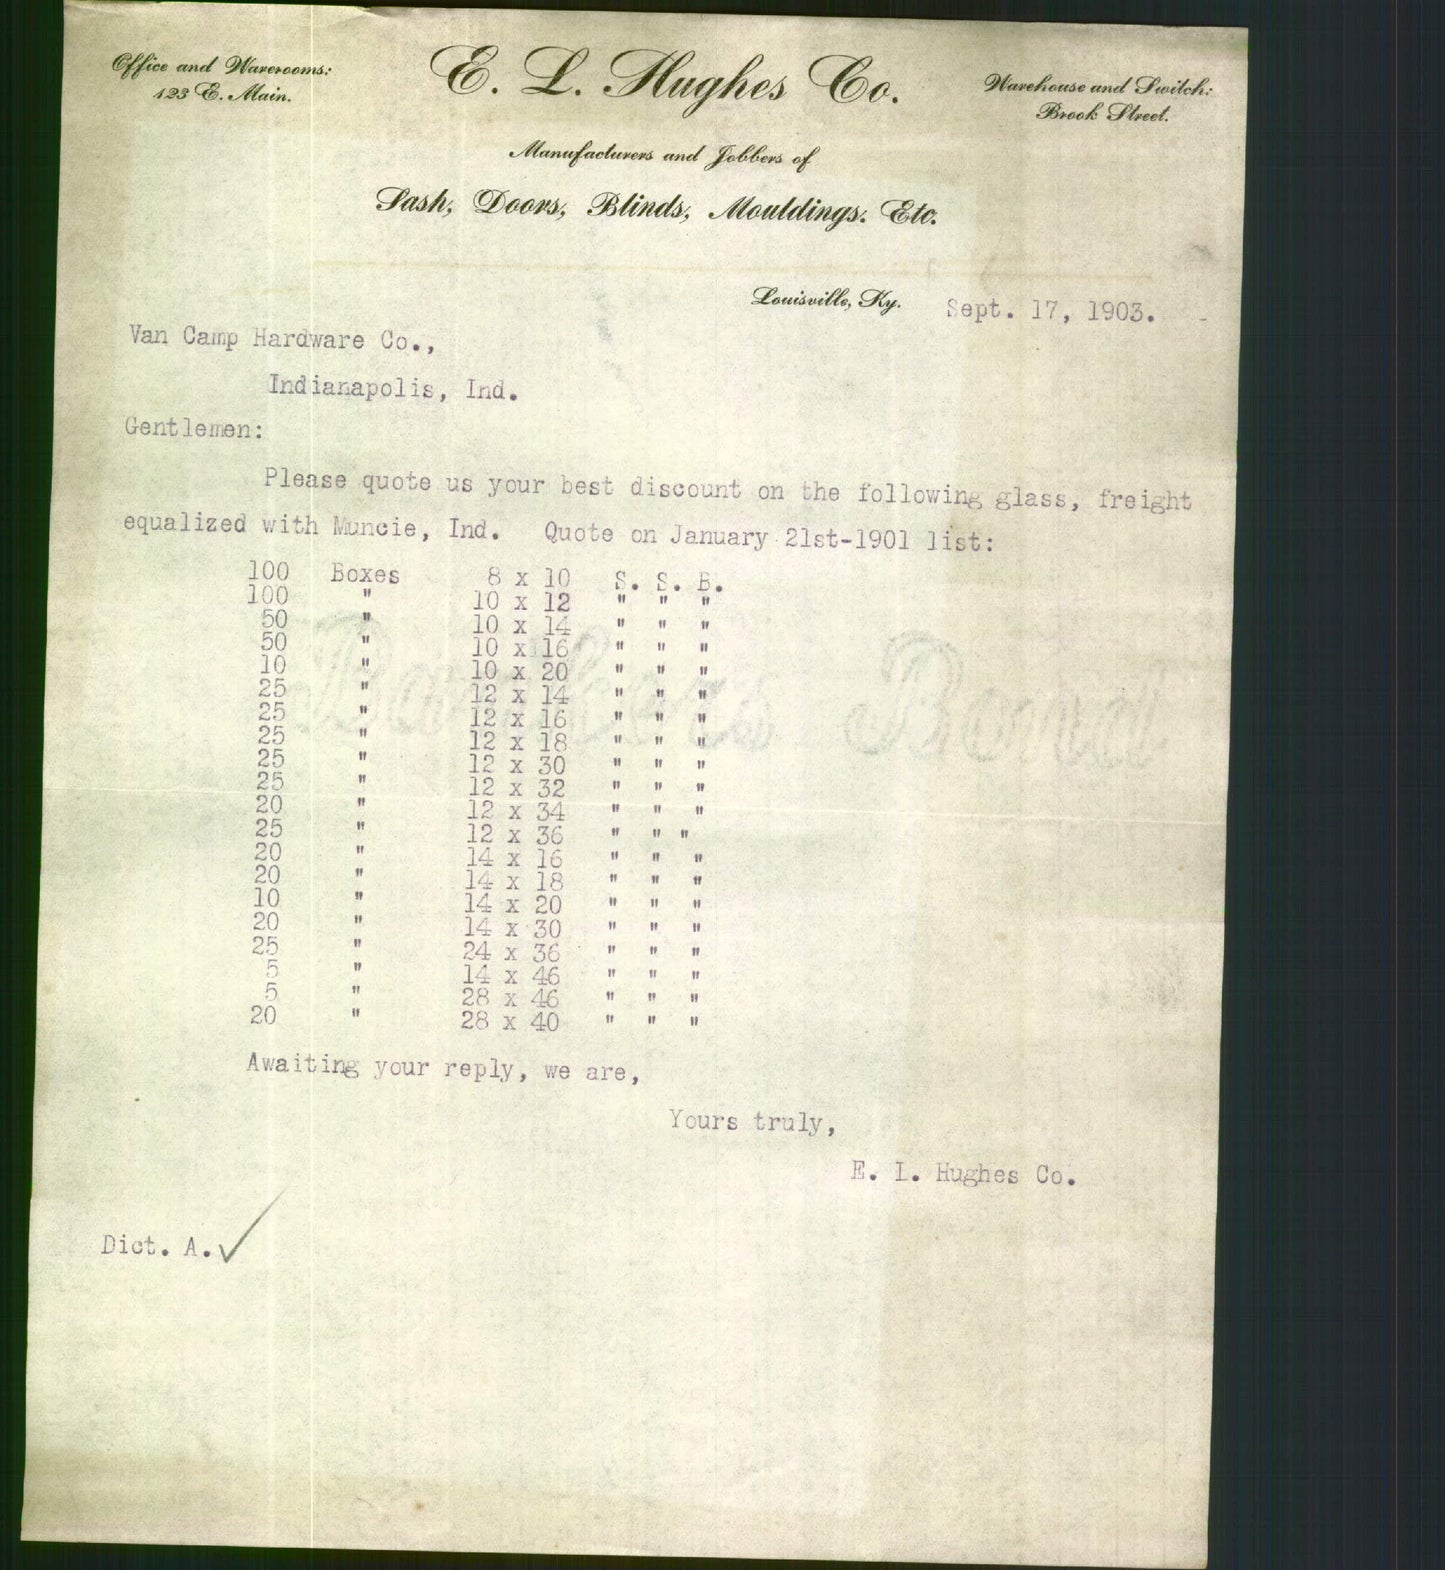 Office and Warerooms:
123 E. Main.
E. L. Hughes Co.
Warehouse and Switch:
Brook Street.
Manufacturers and Jobbers of
Sash, Doors, Blinds, Mouldings. Etc.
Louisville, Ky. Sept. 17, 1903.
Van Camp Hardware Co.,
Indianapolis, Ind.
Gentlemen:
Please quote us your best discount on the following glass, freight
equalized with Muncie, Ind. Quote on January 21st-1901 list:
100 Boxes 8 x 10 S. S. B.
100 " 10 x 12 " " "
50 " 10 x 14 " " "
50 " 10 x 16 " " "
10 " 10 x 20 " " "
25 " 12 x 14 " " "
25 " 12 x 16 " " "
25 " 12 x 18 " " "
25 " 12 x 30 " " "
25 " 12 x 32 " " "
20 " 12 x 34 " " "
25 " 12 x 36 " " "
20 " 14 x 16 " " "
20 " 14 x 18 " " "
10 " 14 x 20 " " "
20 " 14 x 30 " " "
25 " 24 x 36 " " "
5 " 14 x 46 " " "
5 " 28 x 46 " " "
20 " 28 x 40 " " "
Awaiting your reply, we are,
Yours truly,
E. L. Hughes Co.
Dict. A.